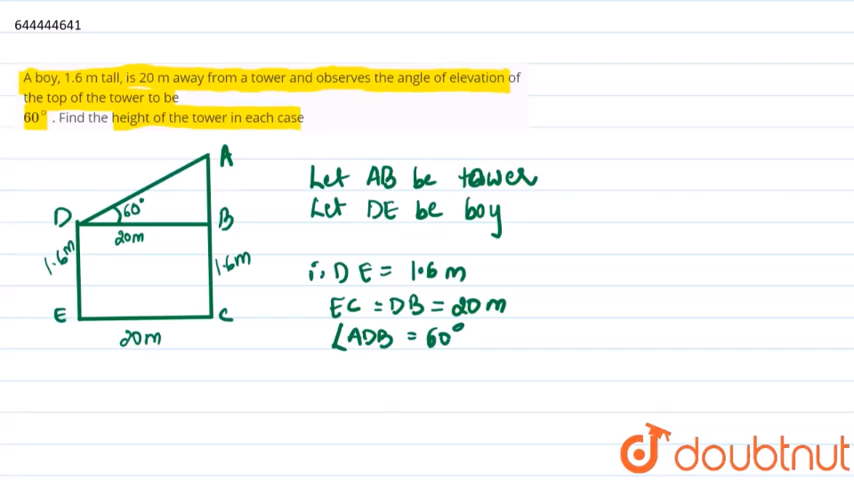 644444641
A boy, 1.6 m tall, is 20 m away from a tower and observes the angle of elevation of
the top of the tower to be
60° . Find the height of the tower in each case
A
Let AB be tower
D 60° B
Let DE be boy
20m
1.6m
1.6m
∴ DE = 1.6 m
EC = DB = 20 m
E C
∠ADB = 60°
20m
doubtnut